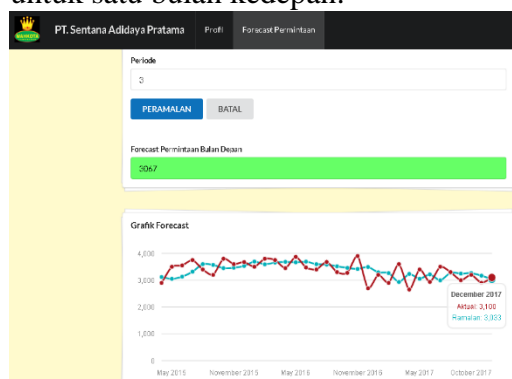 untuk satu bulan kedepan.
PT. Sentana Adidaya Pratama Profil Forecast Permintaan
Periode
3
PERAMALAN BATAL
Forecast Permintaan Bulan Depan
3067
Grafik Forecast
4,000
3,000
2,000
1,000
0
December 2017
Aktual: 3,100
Ramalan: 3,033
May 2015 November 2015 May 2016 November 2016 May 2017 October 2017